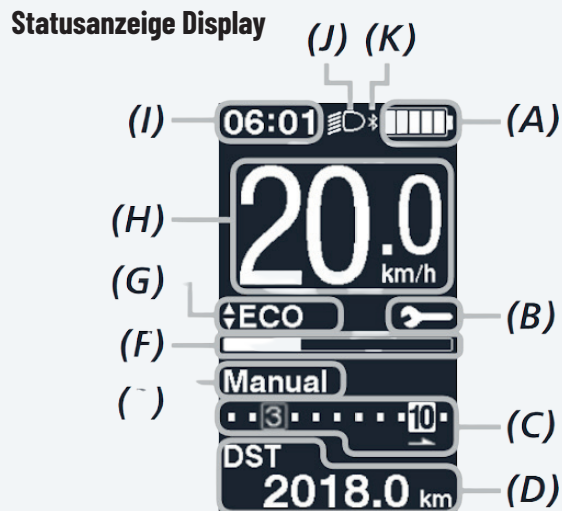 Statusanzeige Display
(J) (K)
(I) 06:01 (A)
(H) 20.0 km/h
(G) ECO (B)
(F)
Manual
( )
3 10 (C)
DST
2018.0 km (D)